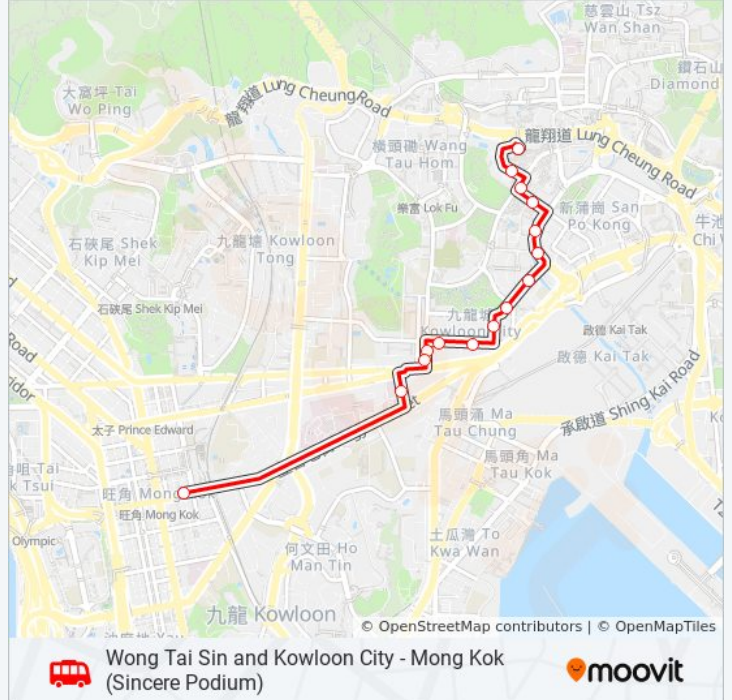 慈雲山 Tsz
Wan Shan
鑽石山
Diamond
大窩坪 Tai
Wo Ping
龍翔道 Lung Cheung Road
橫頭磡 Wang
Tau Hom
龍翔道 Lung Cheung Road
樂富 Lok Fu
新蒲崗 San
Po Kong
牛池
Chi
石硤尾 Shek
Kip Mei
九龍塘 Kowloon
Tong
石硤尾 Shek Kip Mei
九龍城
Kowloon City
啟德 Kai Tak
啟德 Kai Tak
Road
太子 Prince Edward
馬頭涌 Ma
Tau Chung
承啟道 Shing Kai Road
馬頭角 Ma
Tau Kok
Tai
Tsui
旺角 Mong
旺角 Mong Kok
Olympic
何文田 Ho
Man Tin
土瓜灣 To
Kwa Wan
九龍 Kowloon
© OpenStreetMap contributors | © OpenMapTiles
Wong Tai Sin and Kowloon City - Mong Kok
(Sincere Podium)
moovit